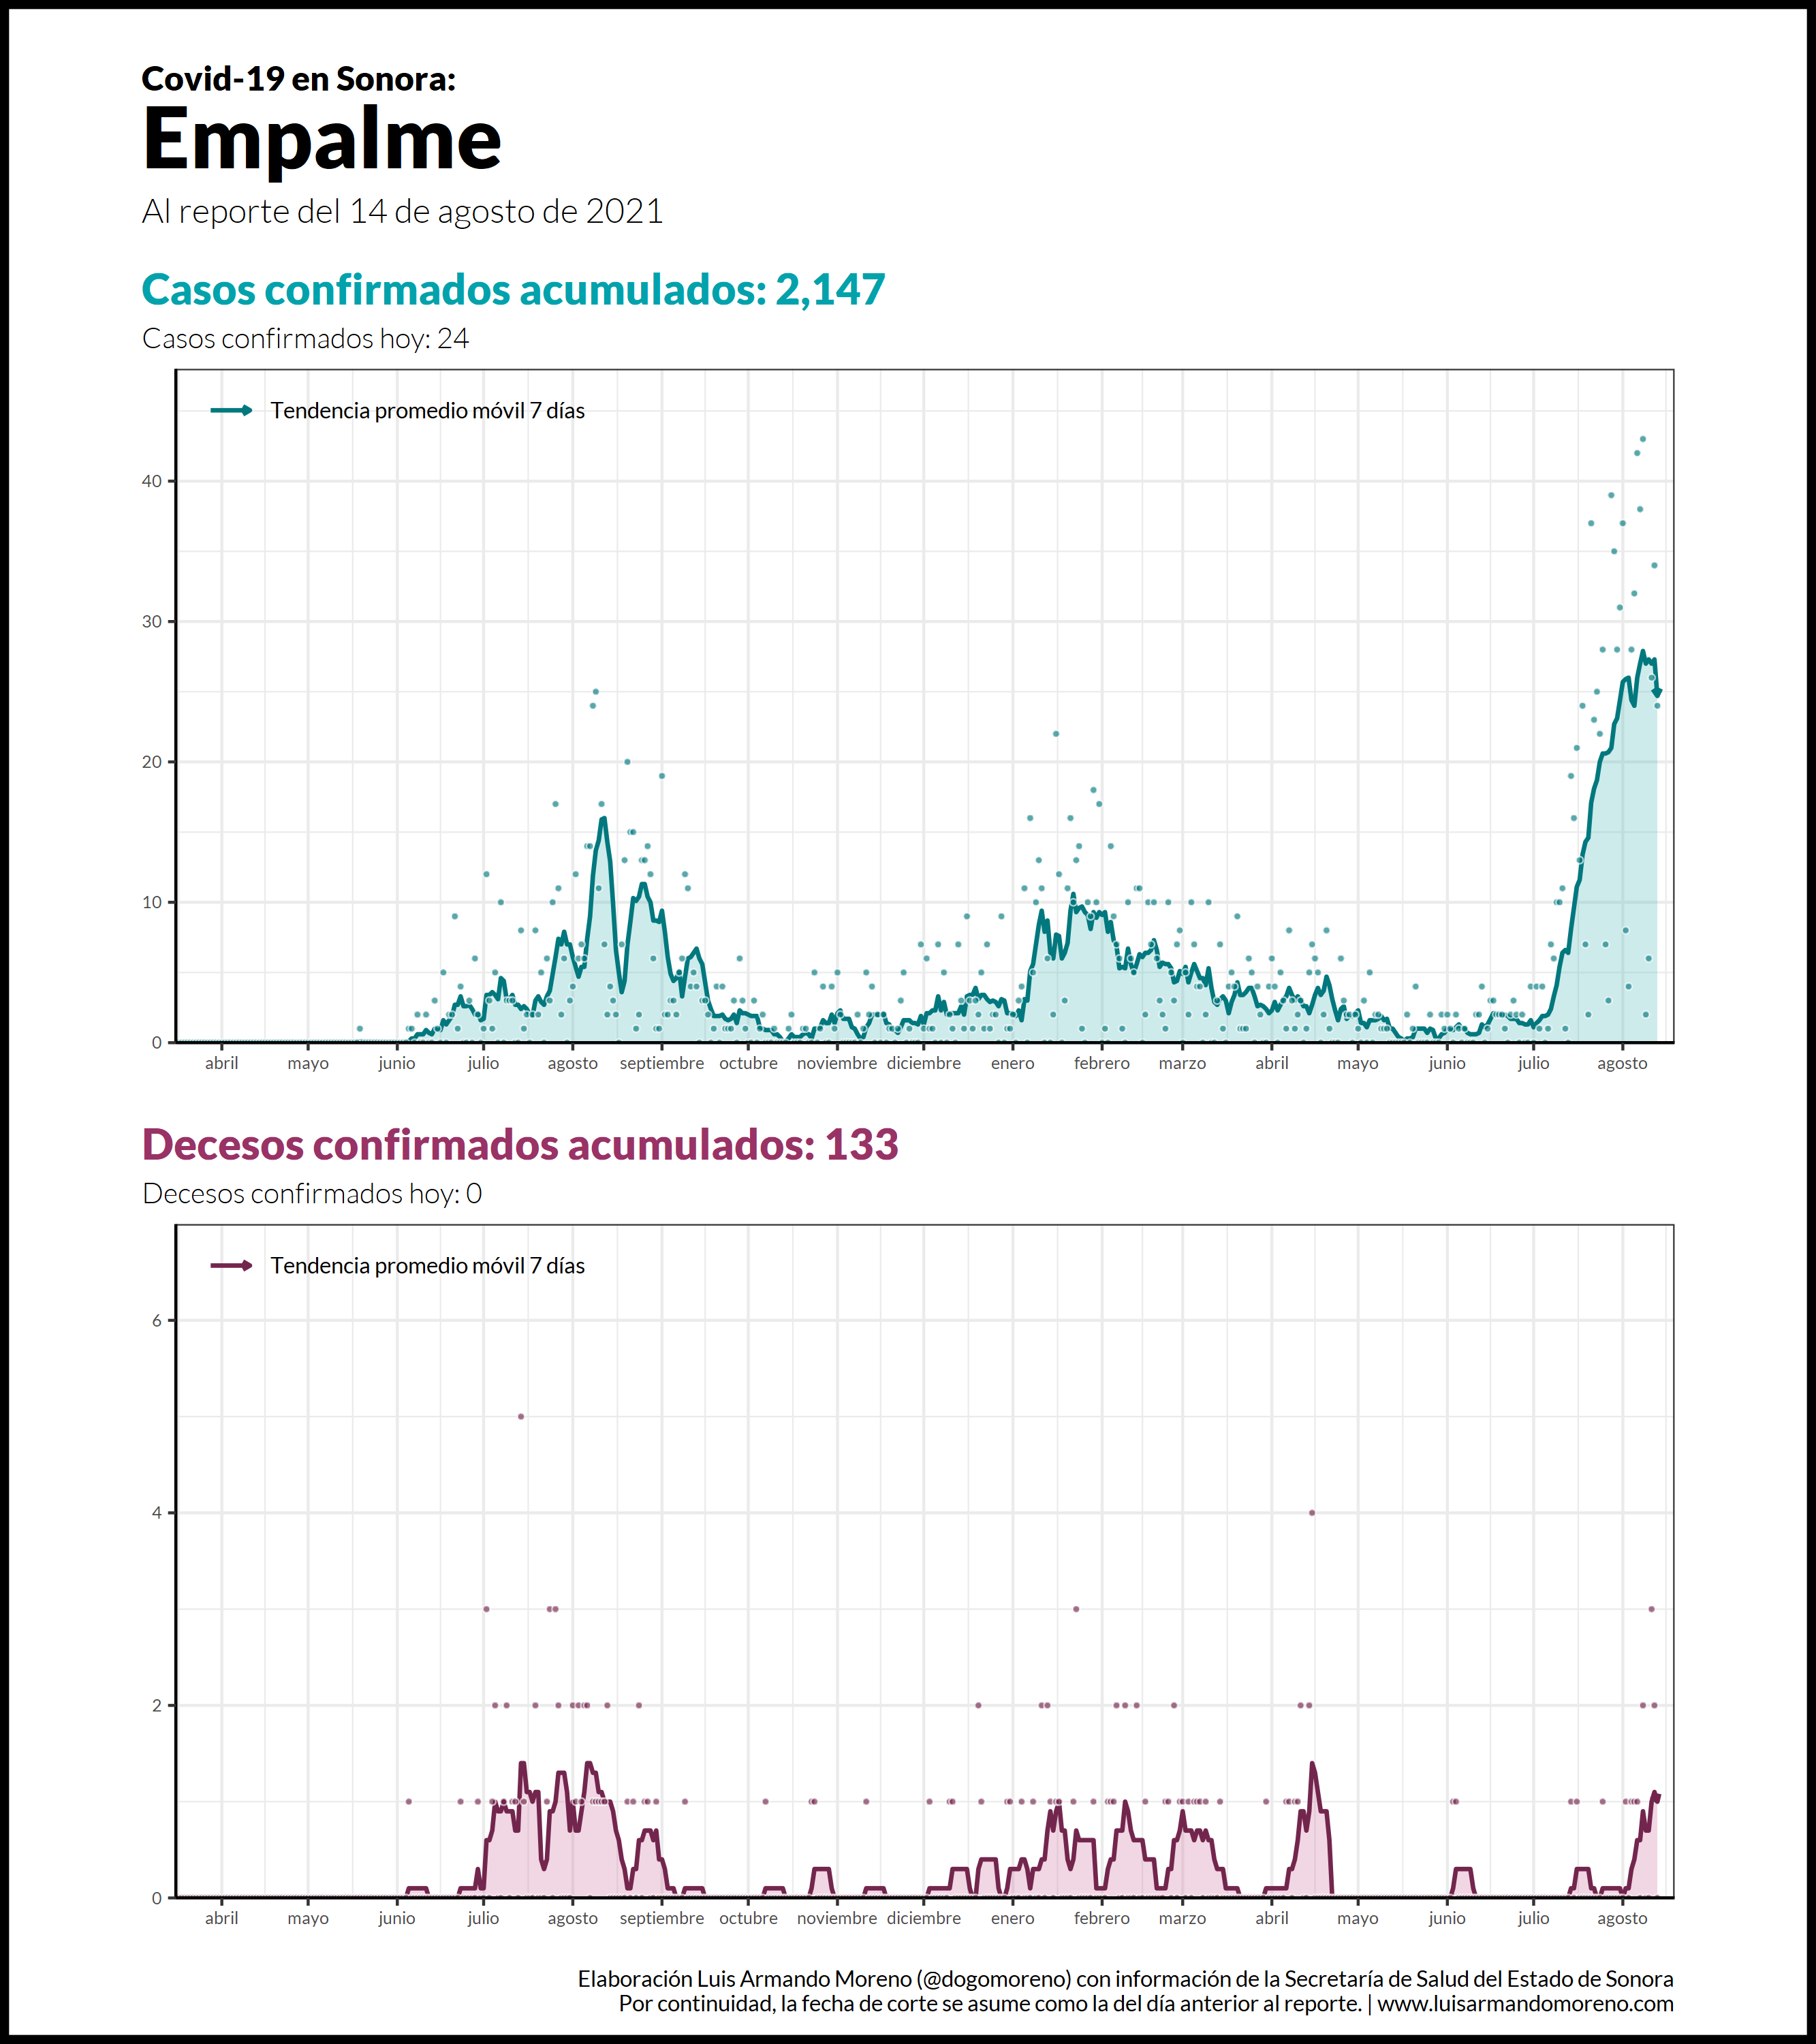 Covid-19 en Sonora:
Empalme
Al reporte del 14 de agosto de 2021
Casos confirmados acumulados: 2,147
Casos confirmados hoy: 24
Tendencia promedio móvil 7 días
40
30
20
10
0
abril mayo junio julio agosto septiembre octubre noviembre diciembre enero febrero marzo abril mayo junio julio agosto
Decesos confirmados acumulados: 133
Decesos confirmados hoy: 0
Tendencia promedio móvil 7 días
6
4
2
0
abril mayo junio julio agosto septiembre octubre noviembre diciembre enero febrero marzo abril mayo junio julio agosto
Elaboración Luis Armando Moreno (@dogomoreno) con información de la Secretaría de Salud del Estado de Sonora
Por continuidad, la fecha de corte se asume como la del día anterior al reporte. | www.luisarmandomoreno.com